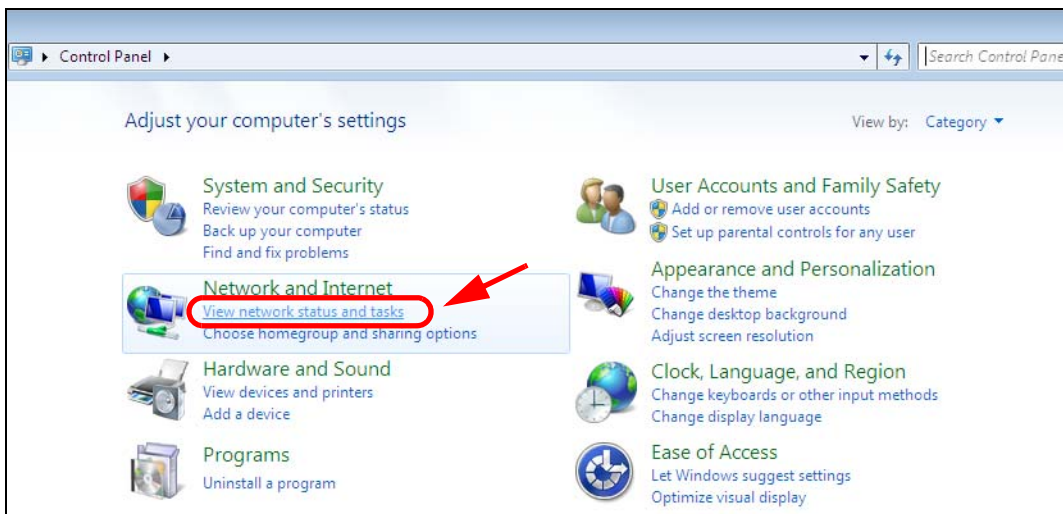 Control Panel
Search Control Pane
Adjust your computer's settings
View by: Category
System and Security
Review your computer's status
Back up your computer
Find and fix problems
Network and Internet
View network status and tasks
Choose homegroup and sharing options
Hardware and Sound
View devices and printers
Add a device
Programs
Uninstall a program
User Accounts and Family Safety
Add or remove user accounts
Set up parental controls for any user
Appearance and Personalization
Change the theme
Change desktop background
Adjust screen resolution
Clock, Language, and Region
Change keyboards or other input methods
Change display language
Ease of Access
Let Windows suggest settings
Optimize visual display